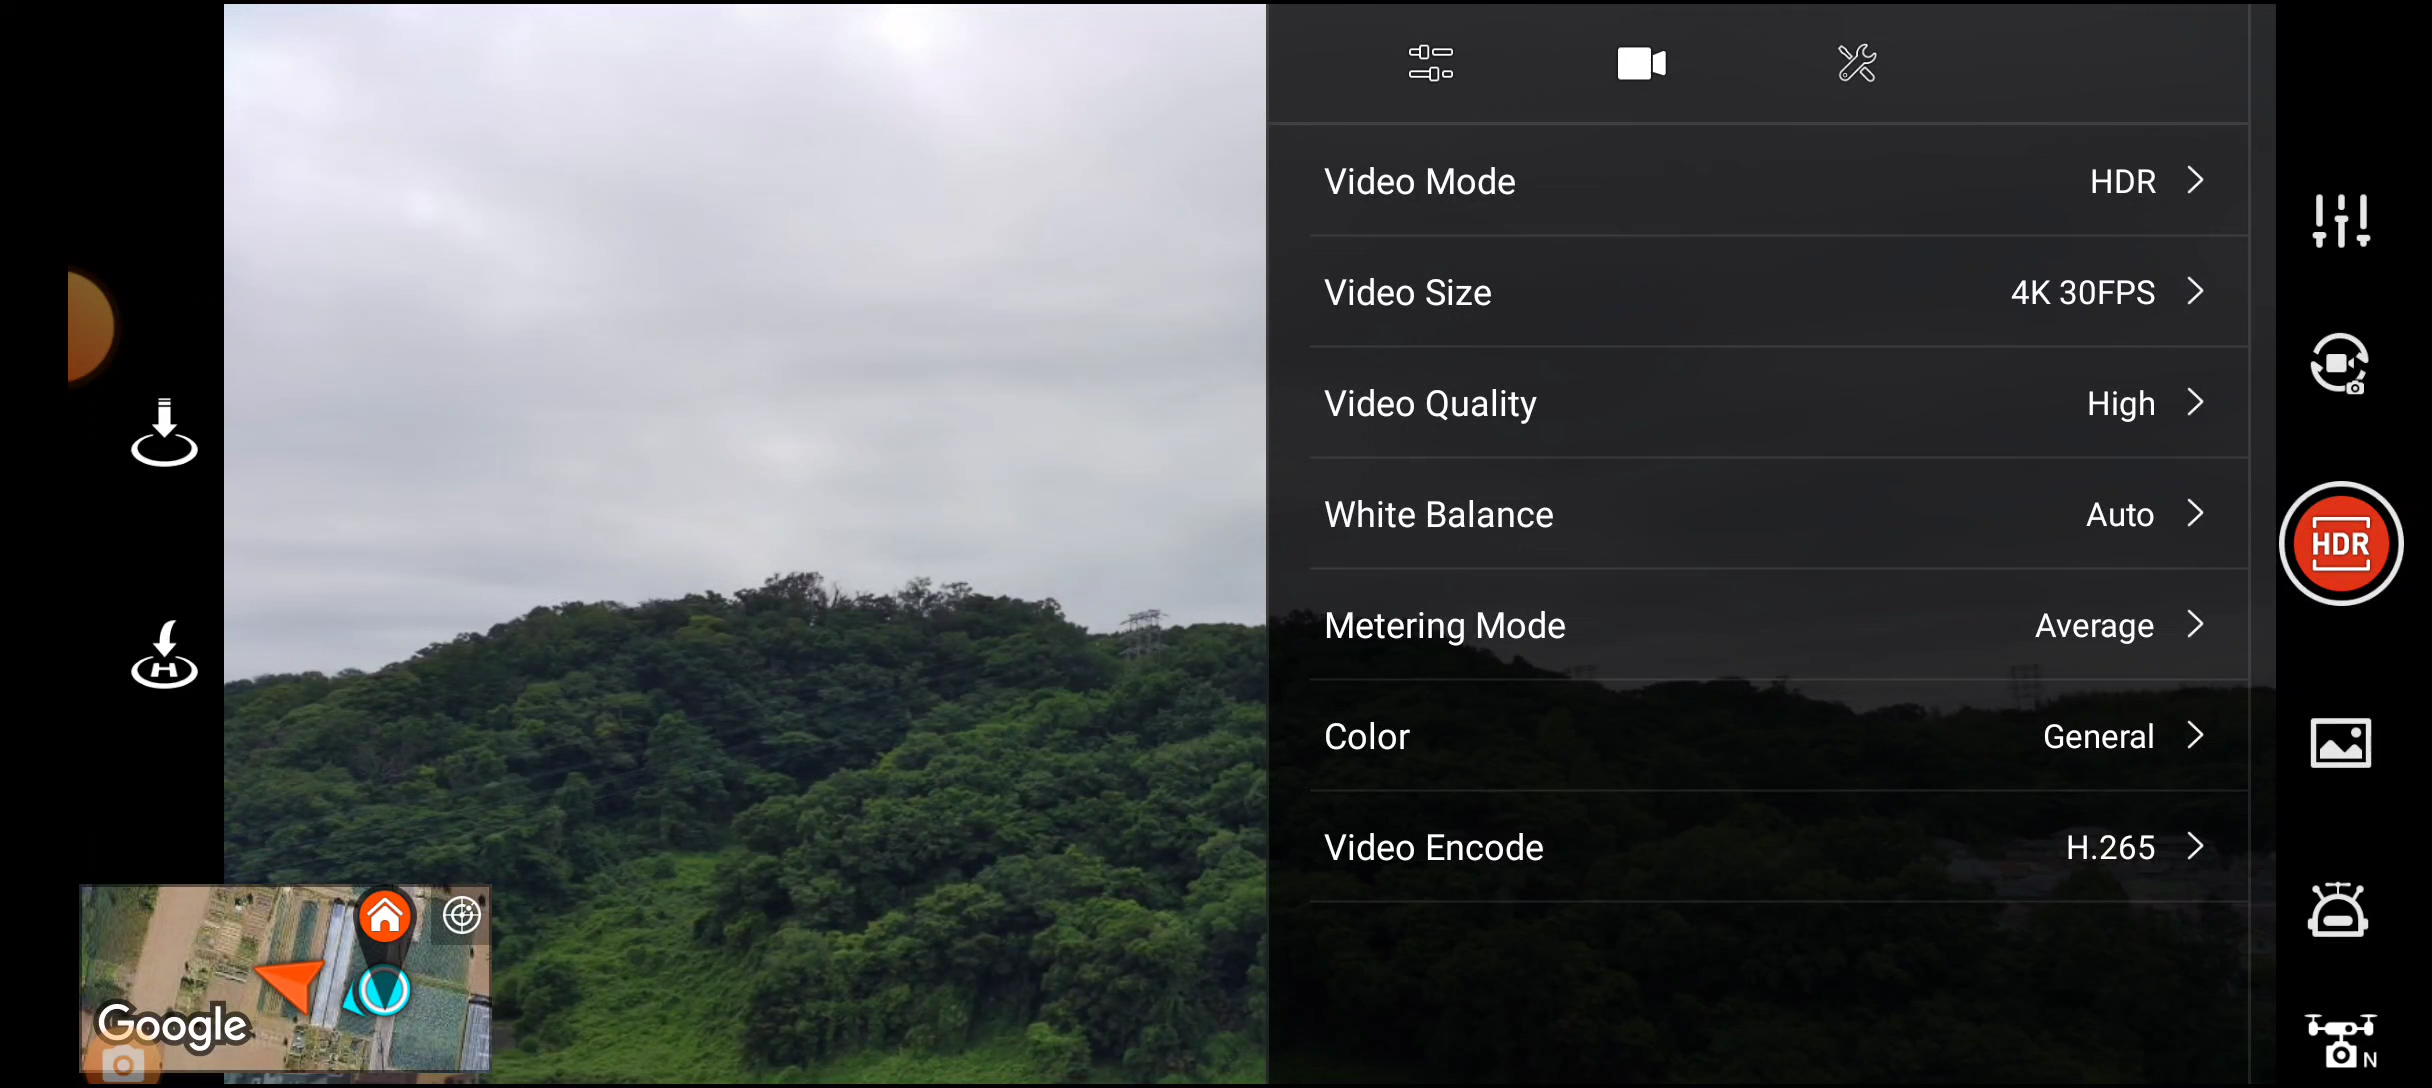 Video Mode HDR
Video Size 4K 30FPS
Video Quality High
White Balance Auto
Metering Mode Average
Color General
Video Encode H.265
HDR
H
N
Google